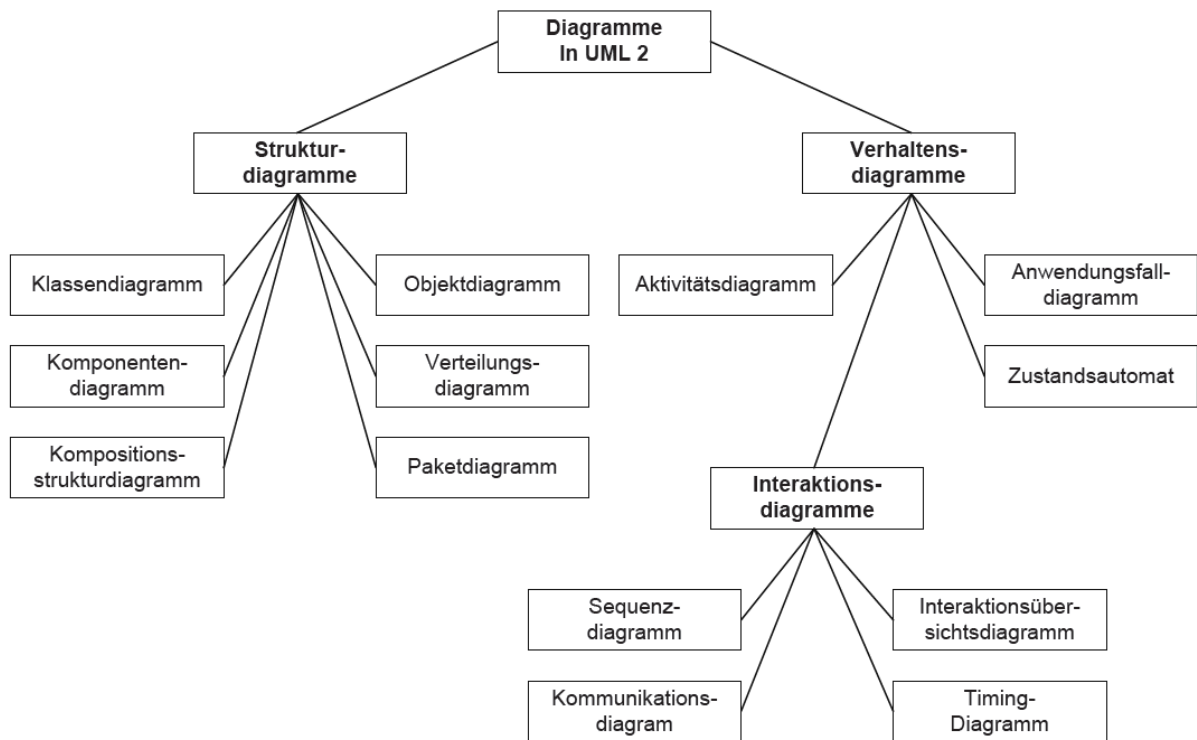 Diagramme
In UML 2
Struktur-
diagramme
Verhaltens-
diagramme
Klassendiagramm
Objektdiagramm
Aktivitätsdiagramm
Anwendungsfall-
diagramm
Komponenten-
diagramm
Verteilungs-
diagramm
Zustandsautomat
Kompositions-
strukturdiagramm
Paketdiagramm
Interaktions-
diagramme
Sequenz-
diagramm
Interaktionsüber-
sichtsdiagramm
Kommunikations-
diagram
Timing-
Diagramm